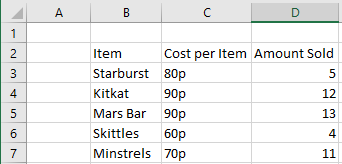 A B C D
1
2 Item Cost per Item Amount Sold
3 Starburst 80p 5
4 Kitkat 90p 12
5 Mars Bar 90p 13
6 Skittles 60p 4
7 Minstrels 70p 11